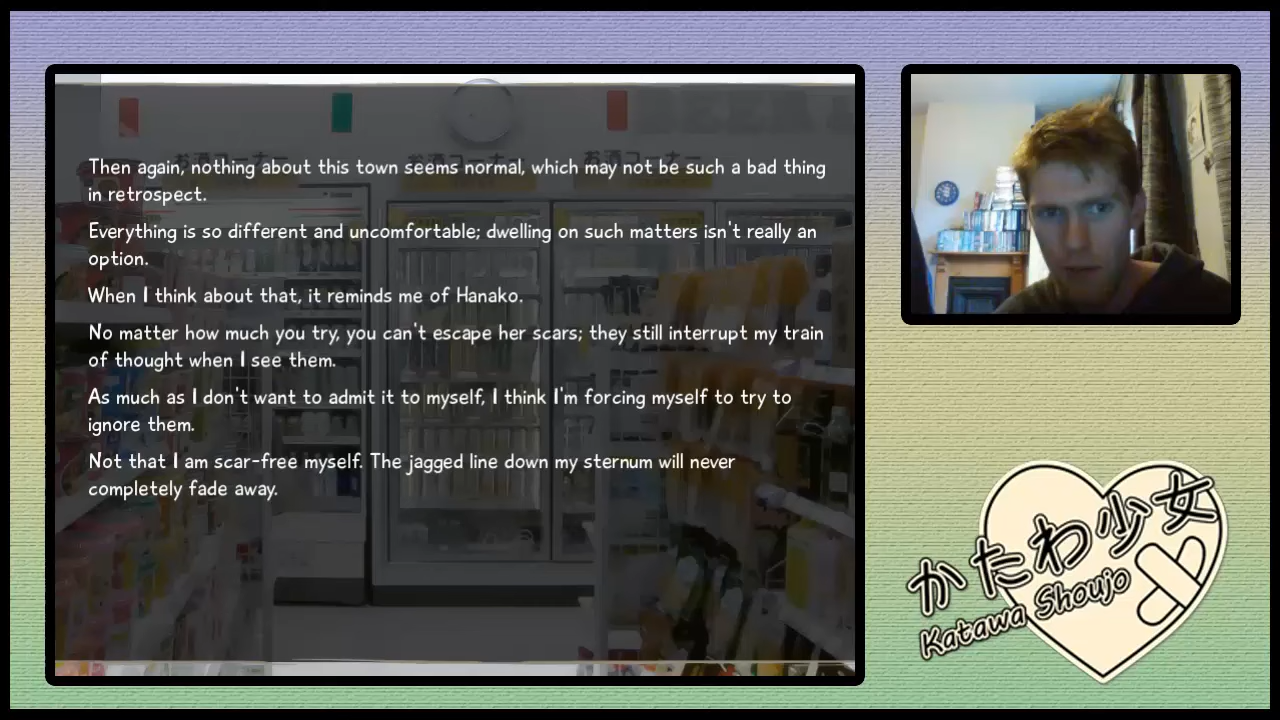 Then again, nothing about this town seems normal, which may not be such a bad thing
in retrospect.
Everything is so different and uncomfortable; dwelling on such matters isn't really an
option.
When I think about that, it reminds me of Hanako.
No matter how much you try, you can't escape her scars; they still interrupt my train
of thought when I see them.
As much as I don't want to admit it to myself, I think I'm forcing myself to try to
ignore them.
Not that I am scar-free myself. The jagged line down my sternum will never
completely fade away.
かたわ少女
Katawa Shoujo